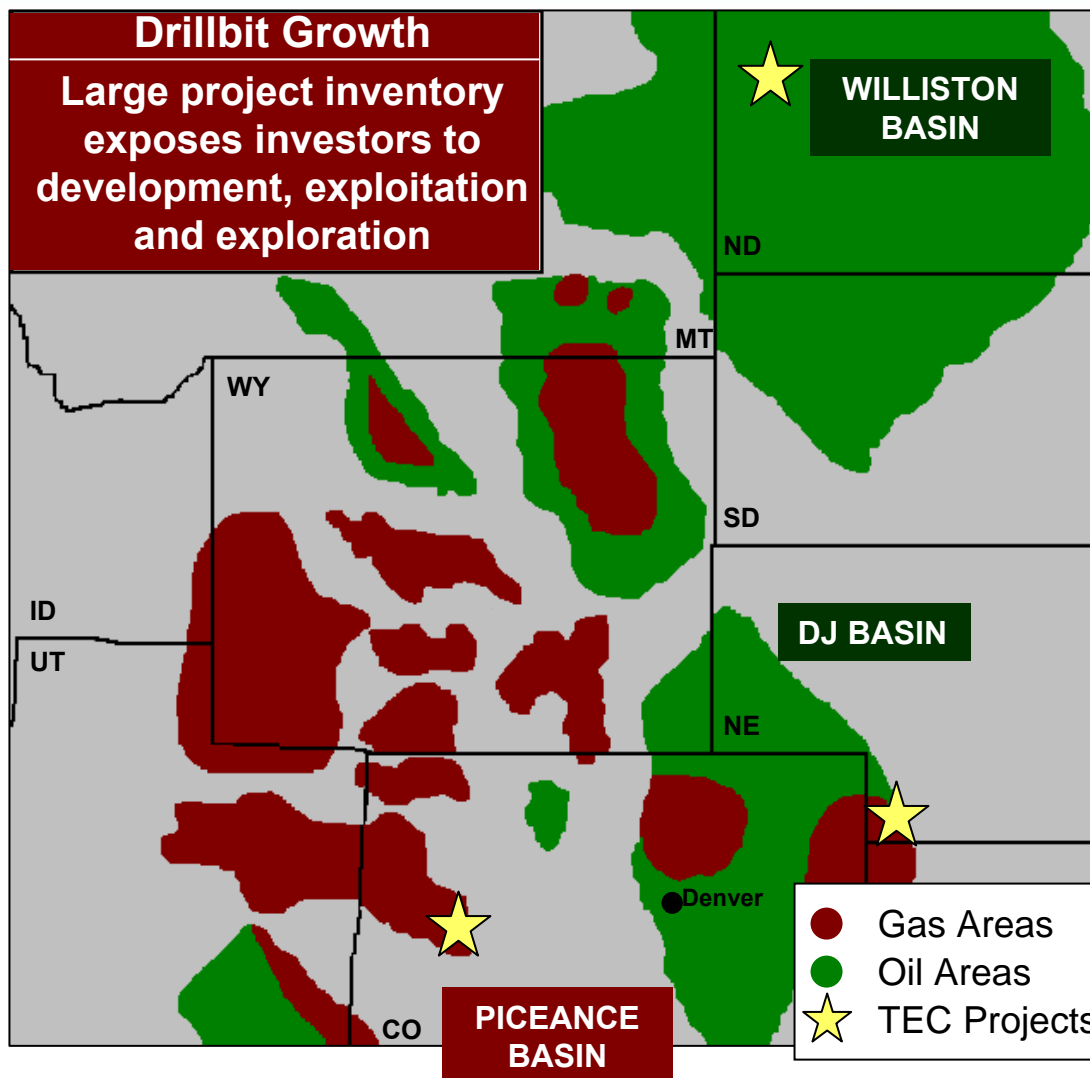 Drillbit Growth
Large project inventory
exposes investors to
development, exploitation
and exploration
WILLISTON
BASIN
ND
MT
WY
SD
ID
UT
DJ BASIN
NE
Denver
Gas Areas
Oil Areas
TEC Projects
CO
PICEANCE
BASIN